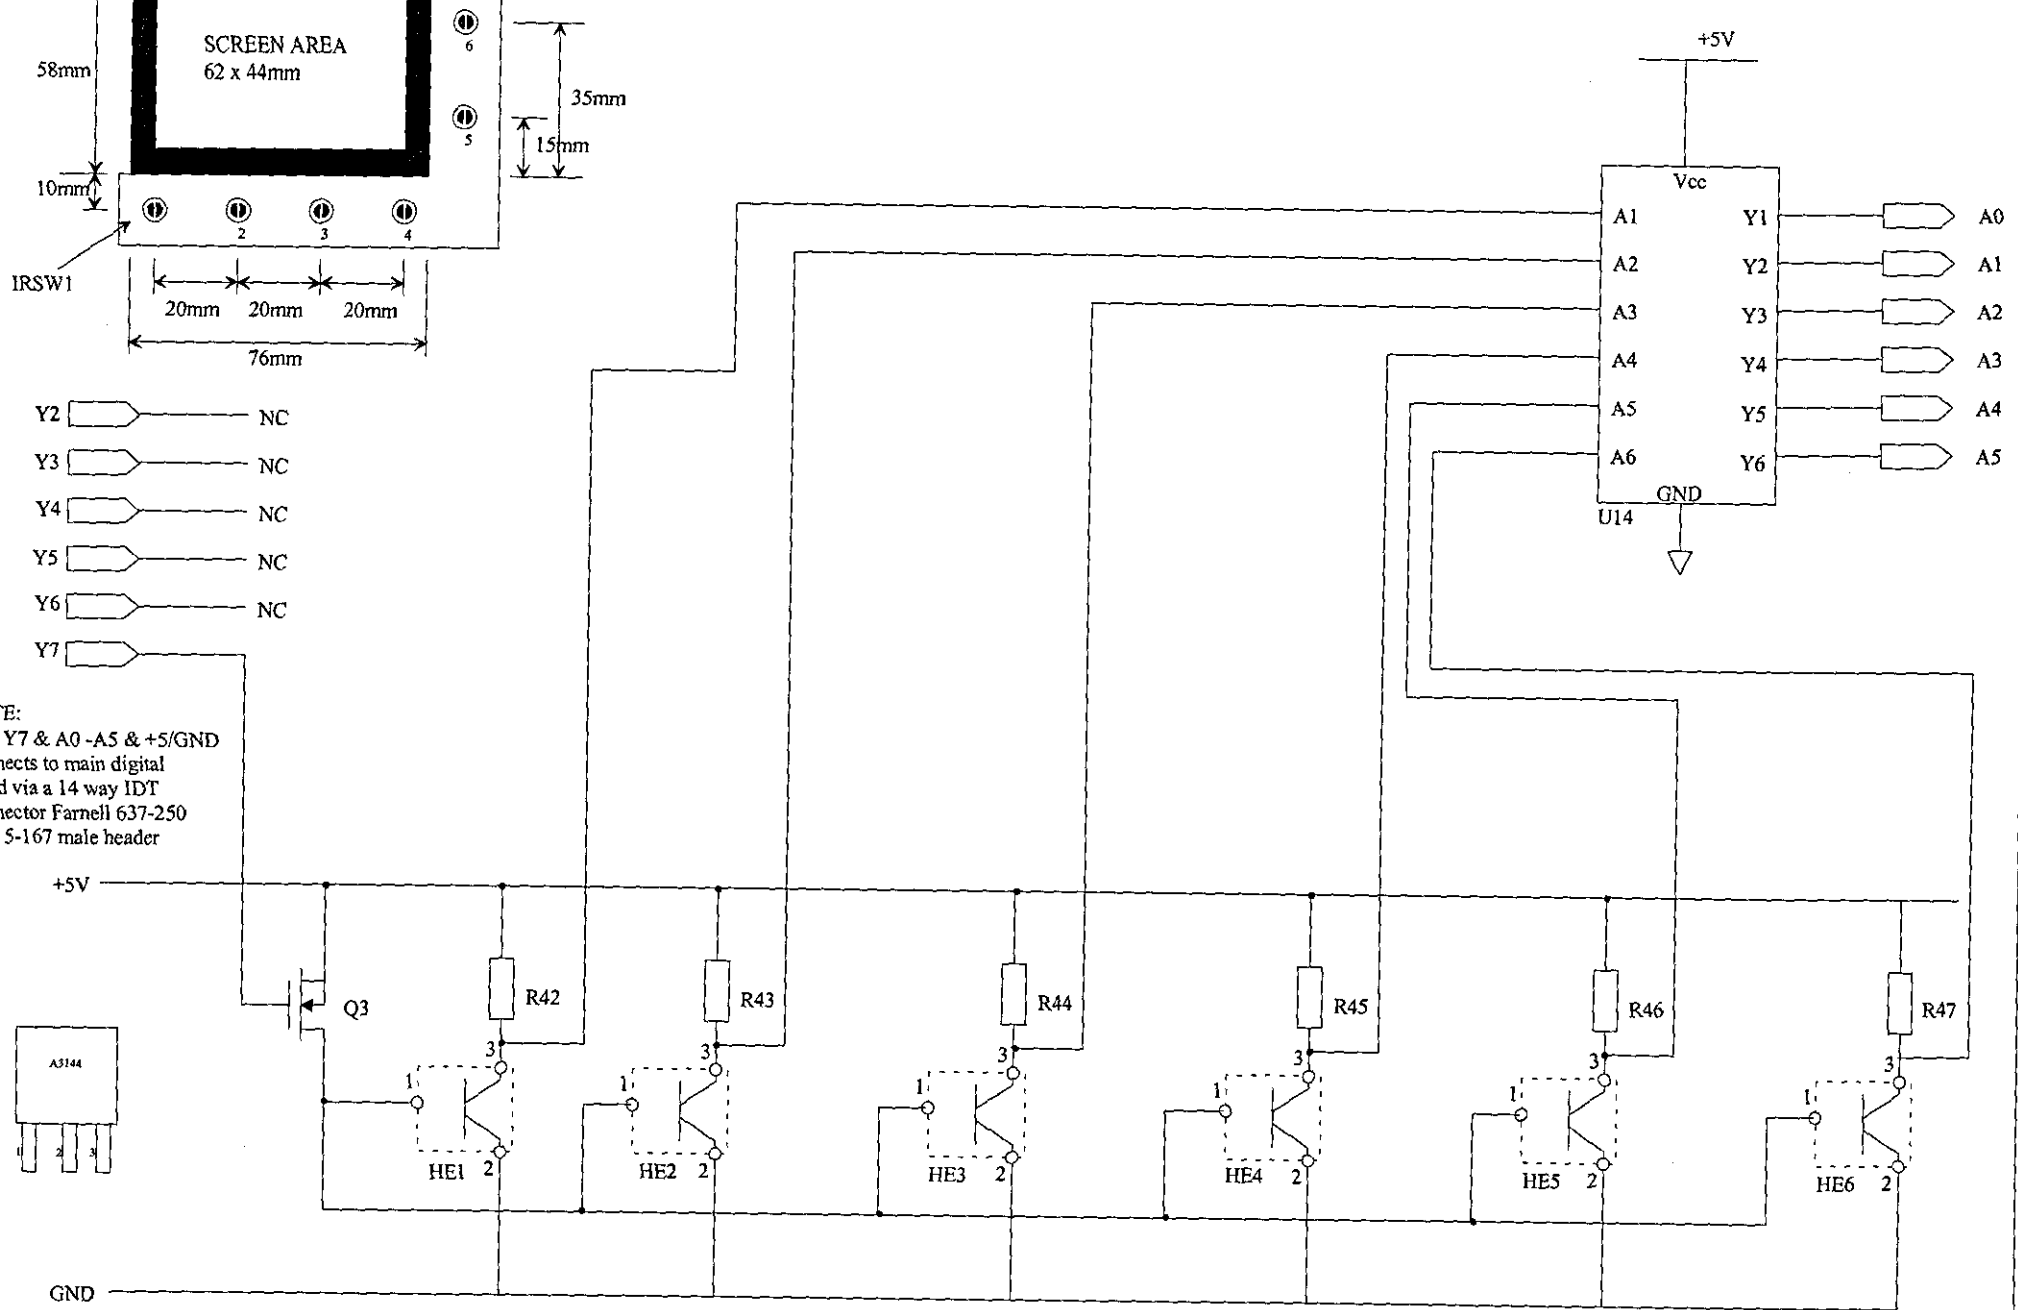 SCREEN AREA
62 x 44mm
58mm
10mm
6
5
35mm
15mm
2
3
4
IRSW1
20mm
20mm
20mm
76mm
+5V
Vcc
A1
A2
A3
A4
A5
A6
Y1
Y2
Y3
Y4
Y5
Y6
GND
U14
A0
A1
A2
A3
A4
A5
Y2 NC
Y3 NC
Y4 NC
Y5 NC
Y6 NC
Y7
TE:
Y7 & A0 -A5 & +5/GND
nects to main digital
d via a 14 way IDT
nector Farnell 637-250
5-167 male header
+5V
Q3
R42
R43
R44
R45
R46
R47
A3144
1
2
3
1
3
HE1
2
1
3
HE2
2
1
3
HE3
2
1
3
HE4
2
1
3
HE5
2
1
3
HE6
2
GND